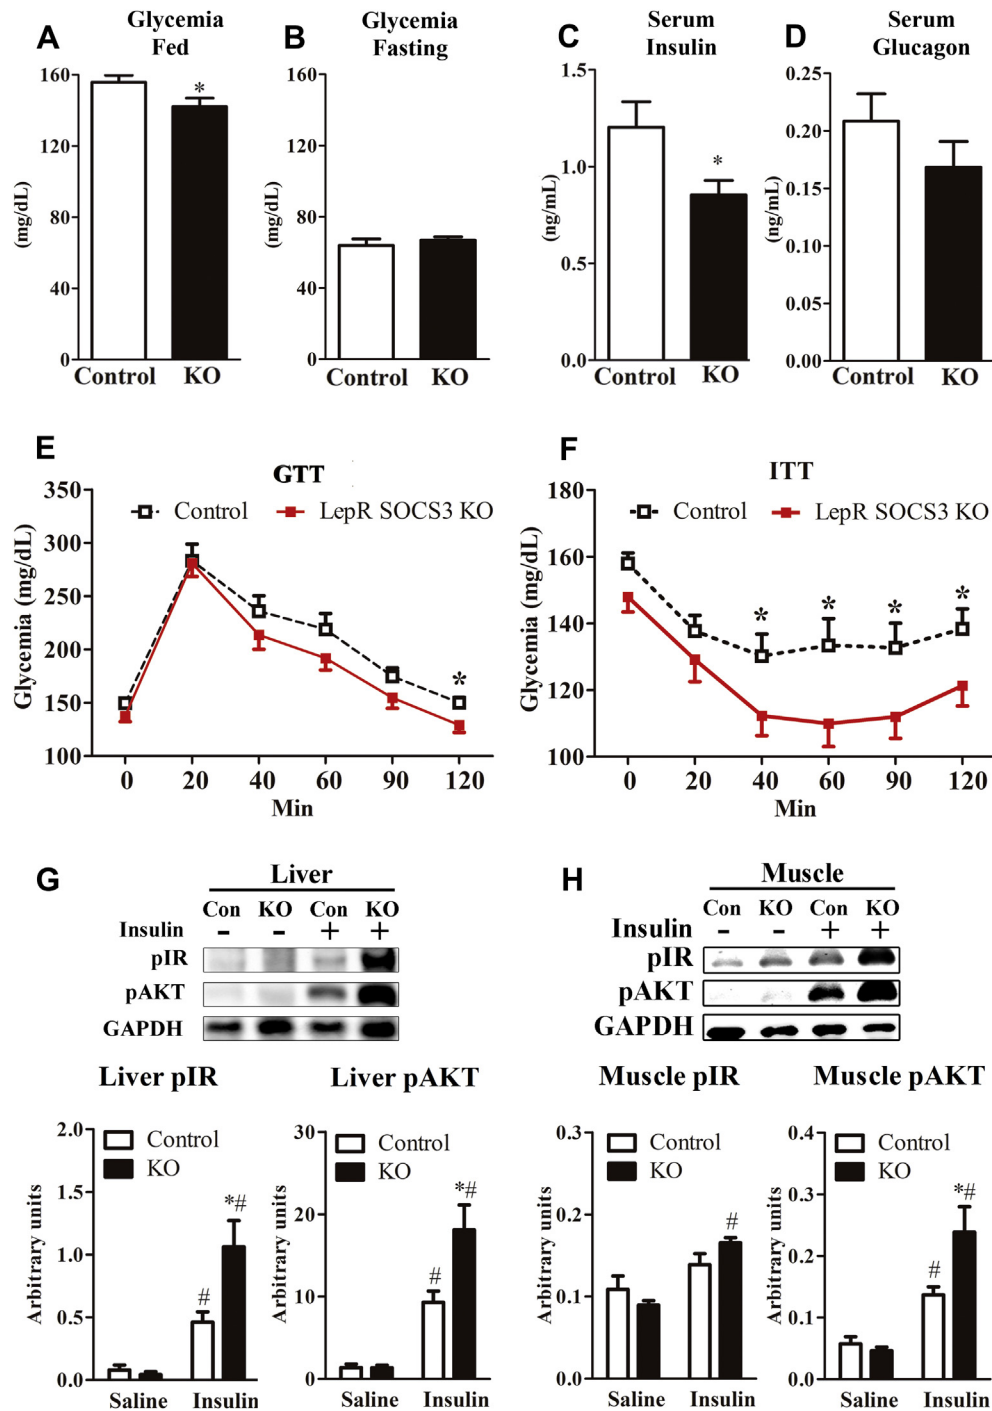 A
Glycemia
Fed
(mg/dL)
160
120
80
40
0
*
Control KO
B
Glycemia
Fasting
(mg/dL)
160
120
80
40
0
Control KO
C
Serum
Insulin
(ng/mL)
1.5
1.0
0.5
0.0
*
Control KO
D
Serum
Glucagon
(ng/mL)
0.25
0.20
0.15
0.10
0.05
0.00
Control KO
E
GTT
Control LepR SOCS3 KO
Glycemia (mg/dL)
350
300
250
200
150
100
*
0 20 40 60 90 120
Min
F
ITT
Control LepR SOCS3 KO
Glycemia (mg/dL)
180
160
140
120
100
* * * *
0 20 40 60 90 120
Min
G
Liver
Con KO Con KO
Insulin - - + +
pIR
pAKT
GAPDH
Liver pIR
Control
KO
Arbitrary units
2.0
1.5
1.0
0.5
0.0
# *#
Saline Insulin
Liver pAKT
Control
KO
Arbitrary units
30
20
10
0
# *#
Saline Insulin
H
Muscle
Con KO Con KO
Insulin - - + +
pIR
pAKT
GAPDH
Muscle pIR
Control
KO
Arbitrary units
0.3
0.2
0.1
0.0
#
Saline Insulin
Muscle pAKT
Control
KO
Arbitrary units
0.4
0.3
0.2
0.1
0.0
# *#
Saline Insulin